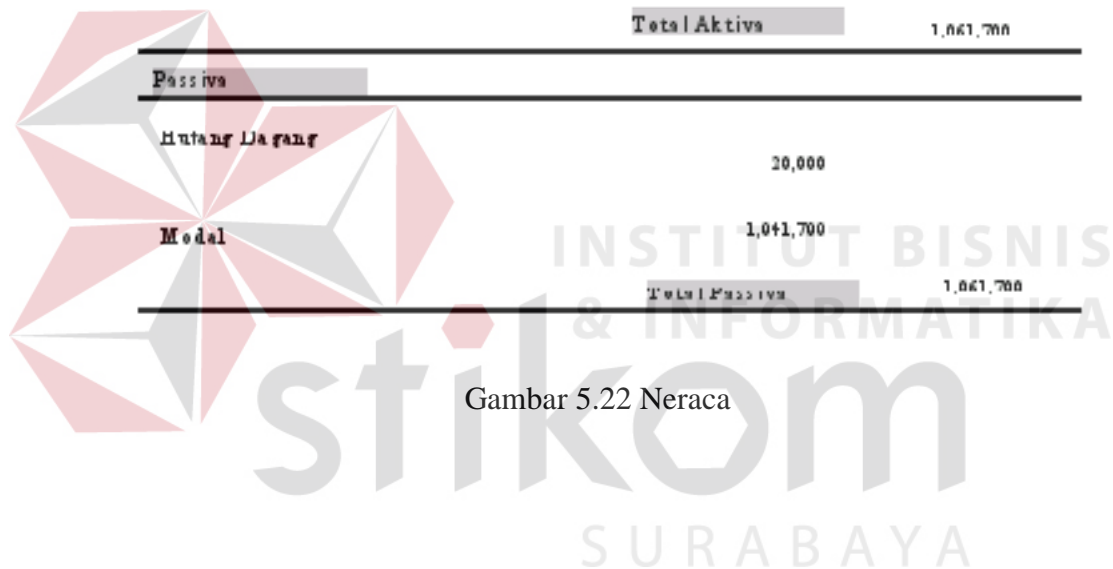 Total Aktiva 1,061,700
Passiva
Hutang Dagang
20,000
Modal 1,041,700
Total Passiva 1,061,700
Gambar 5.22 Neraca
INSTITUT BISNIS
& INFORMATIKA
stikom
SURABAYA